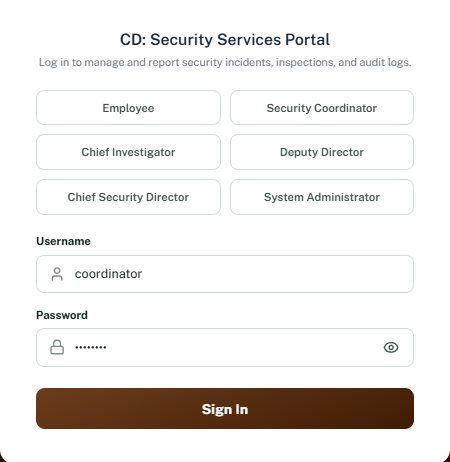 CD: Security Services Portal
Log in to manage and report security incidents, inspections, and audit logs.
Employee
Security Coordinator
Chief Investigator
Deputy Director
Chief Security Director
System Administrator
Username
coordinator
Password
••••••••
Sign In